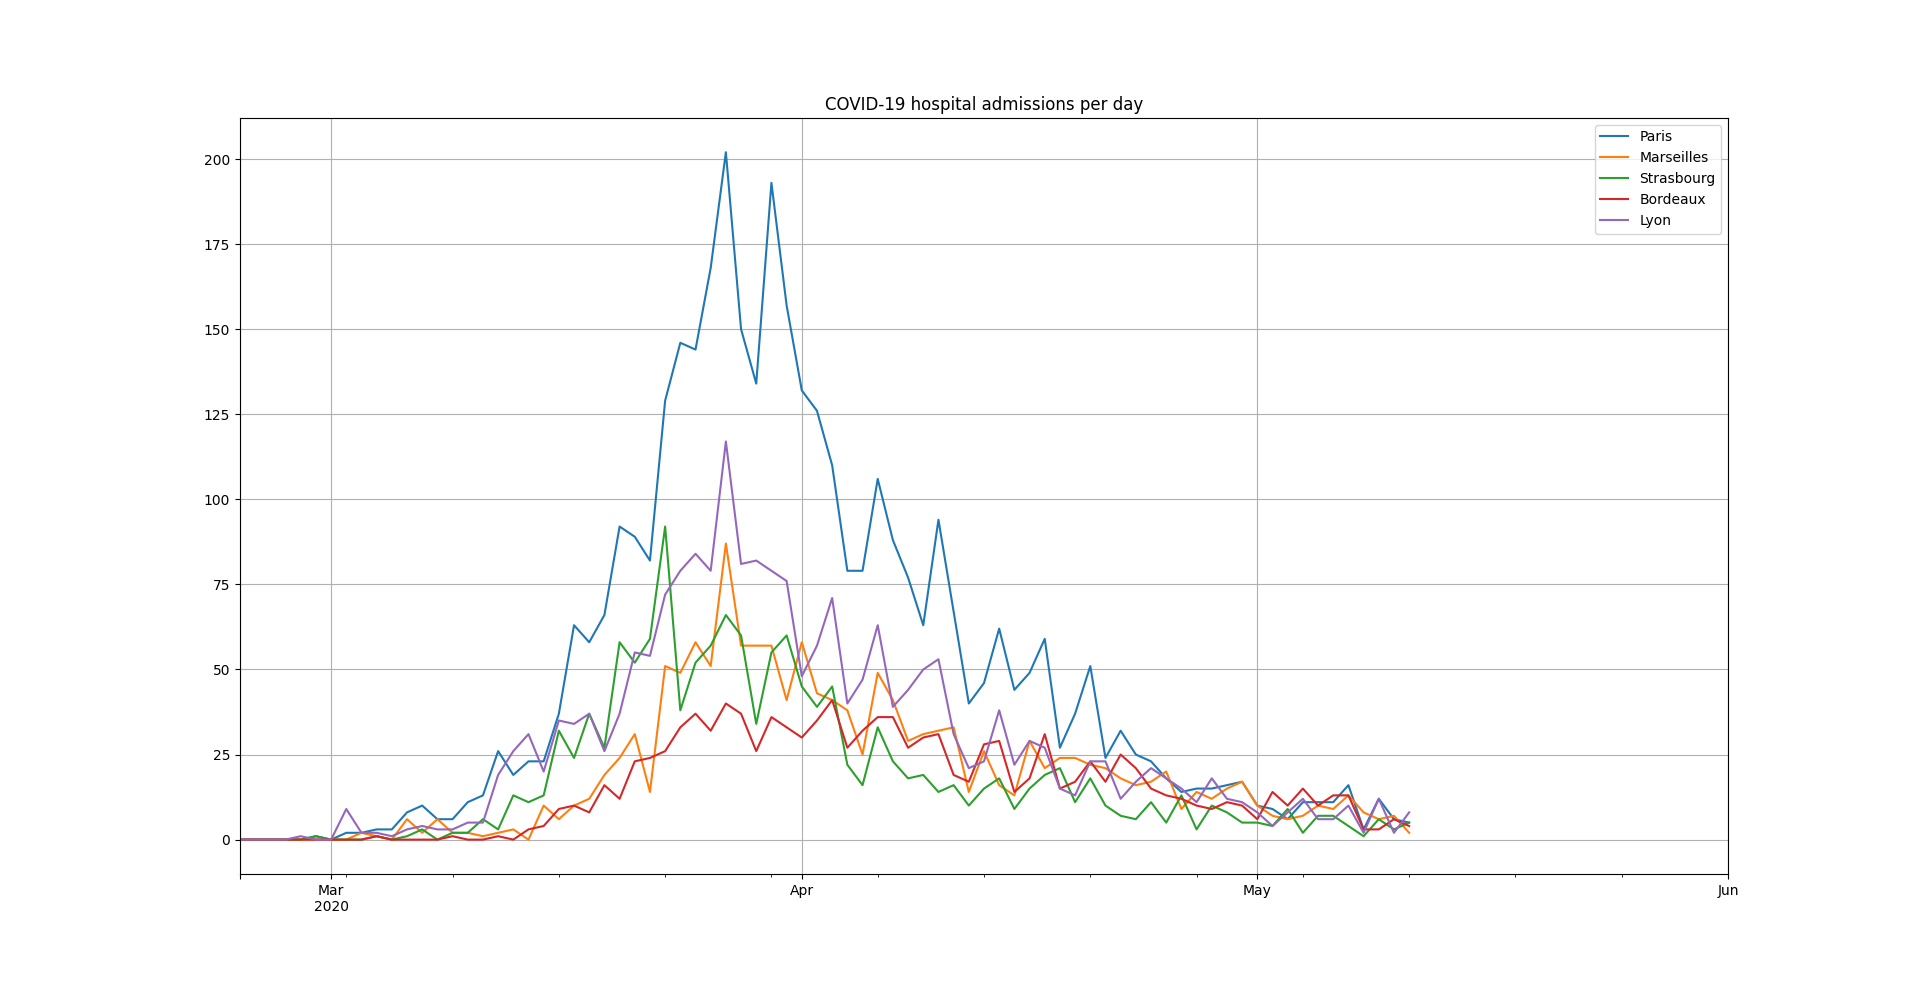 COVID-19 hospital admissions per day
Paris
Marseilles
Strasbourg
Bordeaux
Lyon
200
175
150
125
100
75
50
25
0
Mar
2020
Apr
May
Jun